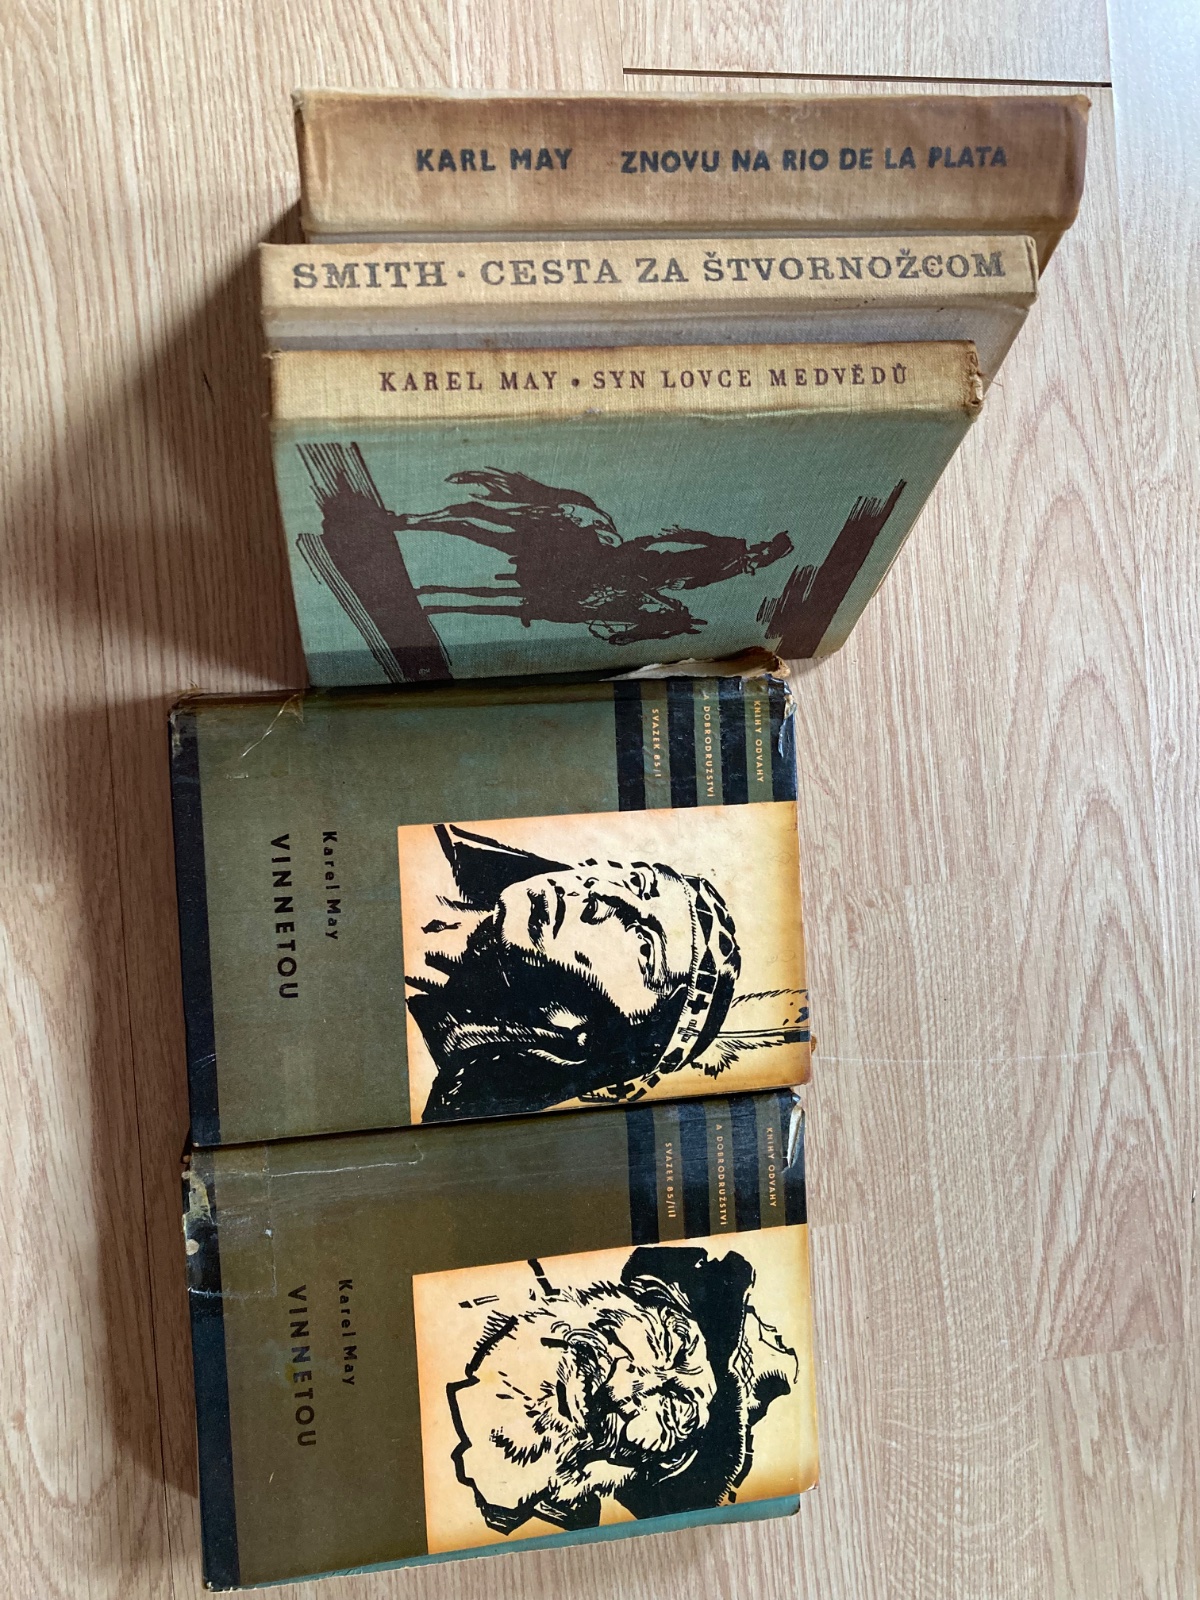 KARL MAY ZNOVU NA RIO DE LA PLATA
SMITH · CESTA ZA ŠTVORNOŽCOM
KAREL MAY • SYN LOVCE MEDVĚDŮ
KNIHY ODVAHY
A DOBRODRUŽSTVÍ
SVAZEK 85/I
Karel May
VINNETOU
KNIHY ODVAHY
A DOBRODRUŽSTVÍ
SVAZEK 85/III
Karel May
VINNETOU